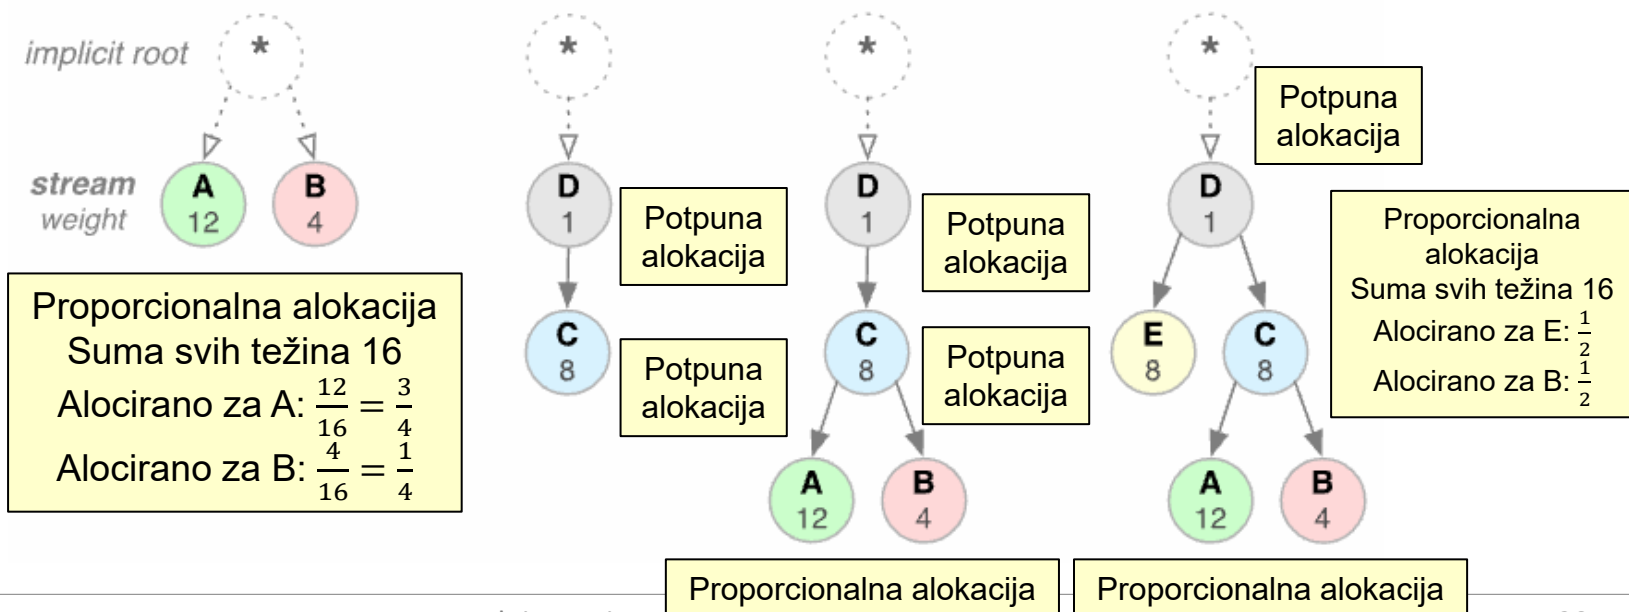 implicit root
*
*
*
*
Potpuna
alokacija
stream
weight
A
12
B
4
D
1
Potpuna
alokacija
D
1
Potpuna
alokacija
D
1
Proporcionalna
alokacija
Suma svih težina 16
Alocirano za E: 1/2
Alocirano za B: 1/2
Proporcionalna alokacija
Suma svih težina 16
Alocirano za A: 12/16 = 3/4
Alocirano za B: 4/16 = 1/4
C
8
Potpuna
alokacija
C
8
Potpuna
alokacija
E
8
C
8
A
12
B
4
A
12
B
4
Proporcionalna alokacija
Proporcionalna alokacija